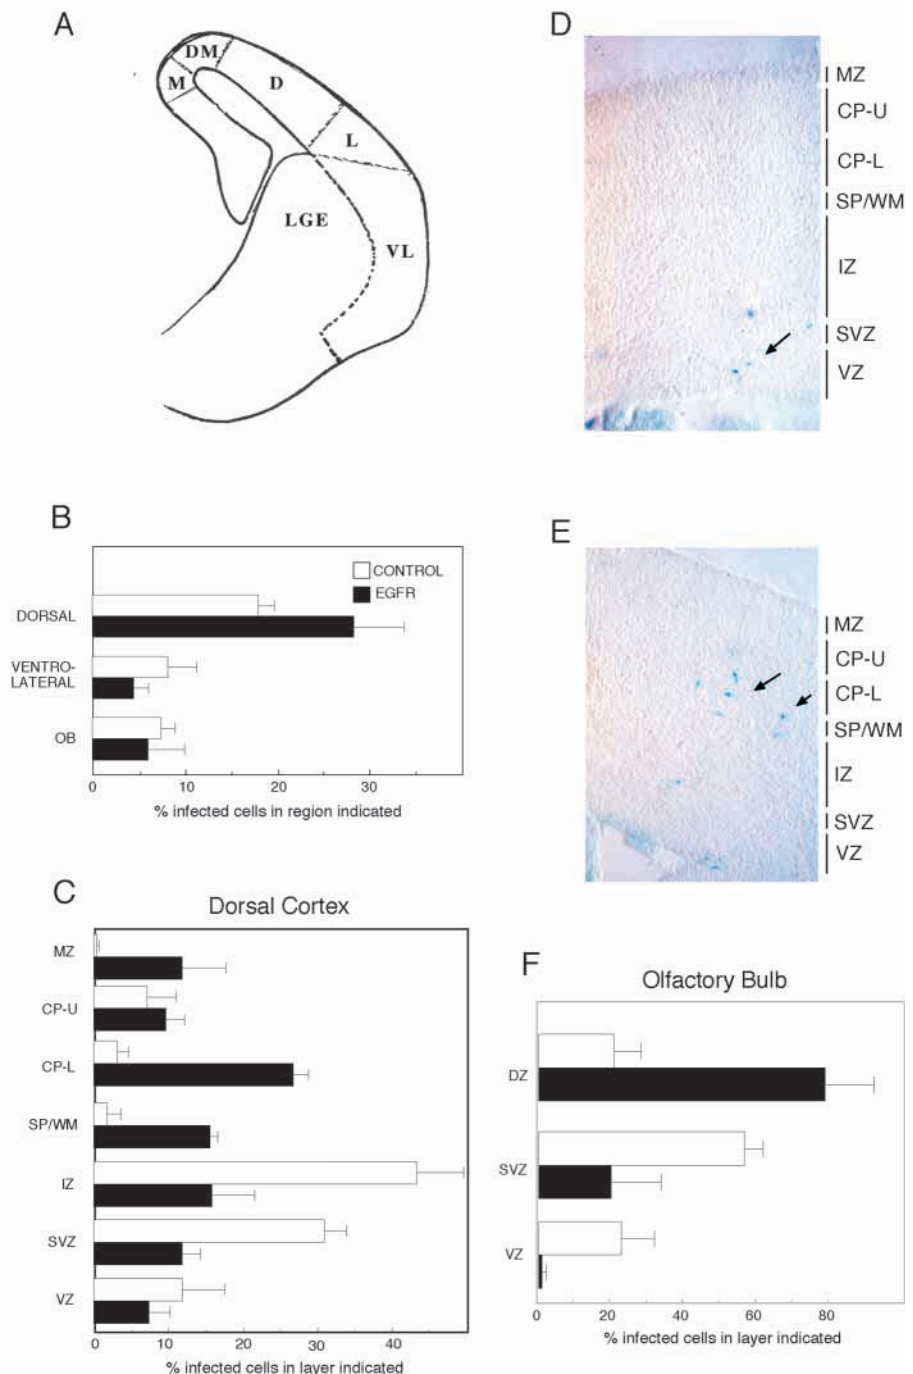 A
DM
M
D
L
LGE
VL
D
MZ
CP-U
CP-L
SP/WM
IZ
SVZ
VZ
B
CONTROL
EGFR
DORSAL
VENTRO-
LATERAL
OB
0 10 20 30
% infected cells in region indicated
E
MZ
CP-U
CP-L
SP/WM
IZ
SVZ
VZ
C
Dorsal Cortex
MZ
CP-U
CP-L
SP/WM
IZ
SVZ
VZ
0 10 20 30 40
% infected cells in layer indicated
F
Olfactory Bulb
DZ
SVZ
VZ
0 20 40 60 80
% infected cells in layer indicated